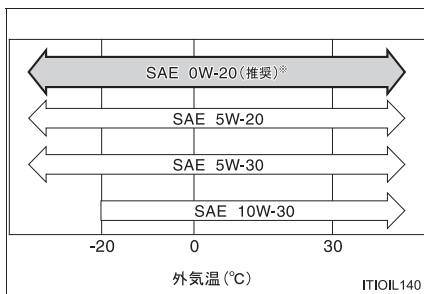 SAE 0W-20(推奨)※
SAE 5W-20
SAE 5W-30
SAE 10W-30
-20 0 30
外気温(℃)
ITIOIL140